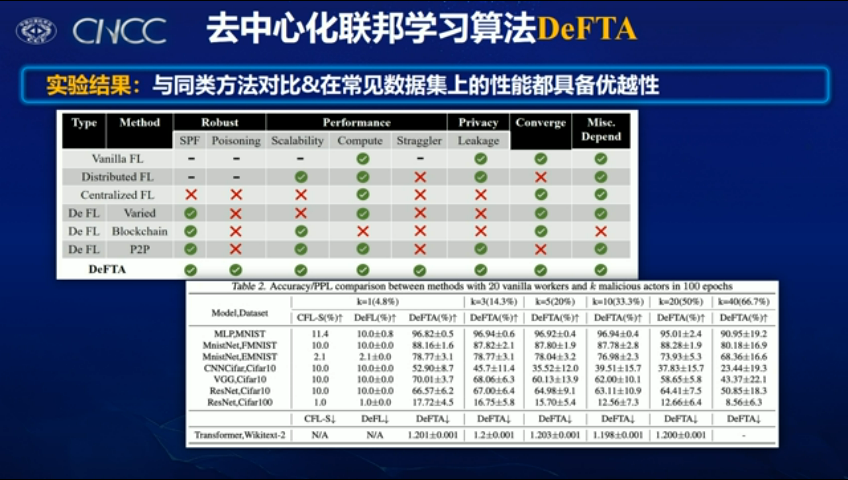 CNCC 去中心化联邦学习算法DeFTA
实验结果：与同类方法对比&在常见数据集上的性能都具备优越性
Type Method Robust Performance Privacy Converge Misc. Depend
SPF Poisoning Scalability Compute Straggler Leakage
Vanilla FL - - - ✓ - ✓ ✓ ✓
Distributed FL - - ✓ ✓ ✗ ✓ ✗ ✓
Centralized FL ✗ ✗ ✗ ✓ ✗ ✗ ✓ ✓
De FL Varied ✓ ✗ ✗ ✓ ✗ ✗ ✓ ✓
De FL Blockchain ✓ ✗ ✓ ✗ ✗ ✗ ✓ ✗
De FL P2P ✓ ✗ ✓ ✓ ✗ ✓ ✗ ✓
DeFTA ✓ ✓ ✓ ✓ ✓ ✓ ✓ ✓
Table 2. Accuracy/PPL comparison between methods with 20 vanilla workers and k malicious actors in 100 epochs
Model,Dataset k=1(4.8%) k=3(14.3%) k=5(20%) k=10(33.3%) k=20(50%) k=40(66.7%)
CFL-S(%)↑ DeFL(%)↑ DeFTA(%)↑ DeFTA(%)↑ DeFTA(%)↑ DeFTA(%)↑ DeFTA(%)↑ DeFTA(%)↑
MLP,MNIST 11.4 10.0±0.8 96.82±0.5 96.94±0.6 96.92±0.4 96.94±0.4 95.01±2.4 90.95±19.2
MnistNet,FMNIST 10.0 10.0±0.0 88.16±1.6 87.82±2.1 87.80±1.9 87.78±2.8 88.28±1.9 80.18±16.9
MnistNet,EMNIST 2.1 2.1±0.0 78.77±3.1 78.77±3.1 78.04±3.2 76.98±2.3 73.93±5.3 68.36±16.6
CNNCifar,Cifar10 10.0 10.0±0.0 52.90±8.7 45.7±11.4 35.52±12.0 39.51±15.7 37.83±15.7 23.44±19.3
VGG,Cifar10 10.0 10.0±0.0 70.01±3.7 68.06±6.3 60.13±13.9 62.00±10.1 58.65±5.8 43.37±22.1
ResNet,Cifar10 10.0 10.0±0.0 66.57±6.2 67.00±6.4 64.98±9.1 63.11±10.9 64.41±7.5 50.85±18.3
ResNet,Cifar100 1.0 1.0±0.0 17.72±4.5 16.75±5.8 15.70±5.4 12.56±7.3 12.66±6.4 8.56±6.3
CFL-S↓ DeFL↓ DeFTA↓ DeFTA↓ DeFTA↓ DeFTA↓ DeFTA↓ DeFTA↓
Transformer,Wikitext-2 N/A N/A 1.201±0.001 1.2±0.001 1.203±0.001 1.198±0.001 1.200±0.001 -